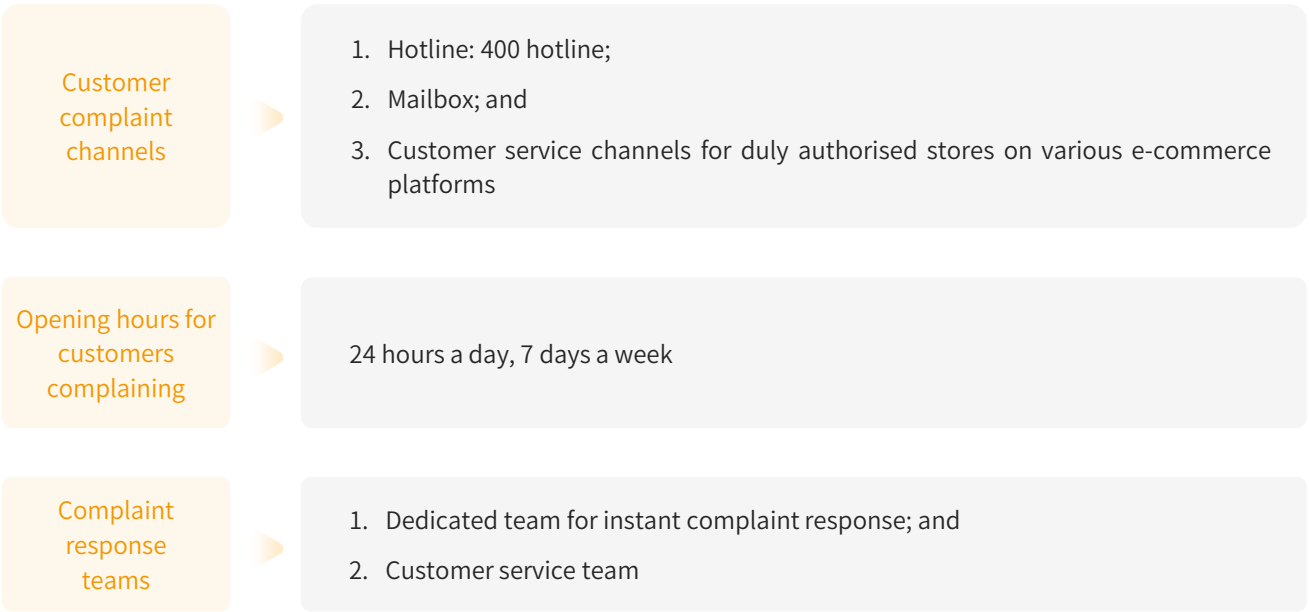 Customer
complaint
channels
1. Hotline: 400 hotline;
2. Mailbox; and
3. Customer service channels for duly authorised stores on various e-commerce
platforms
Opening hours for
customers
complaining
24 hours a day, 7 days a week
Complaint
response
teams
1. Dedicated team for instant complaint response; and
2. Customer service team